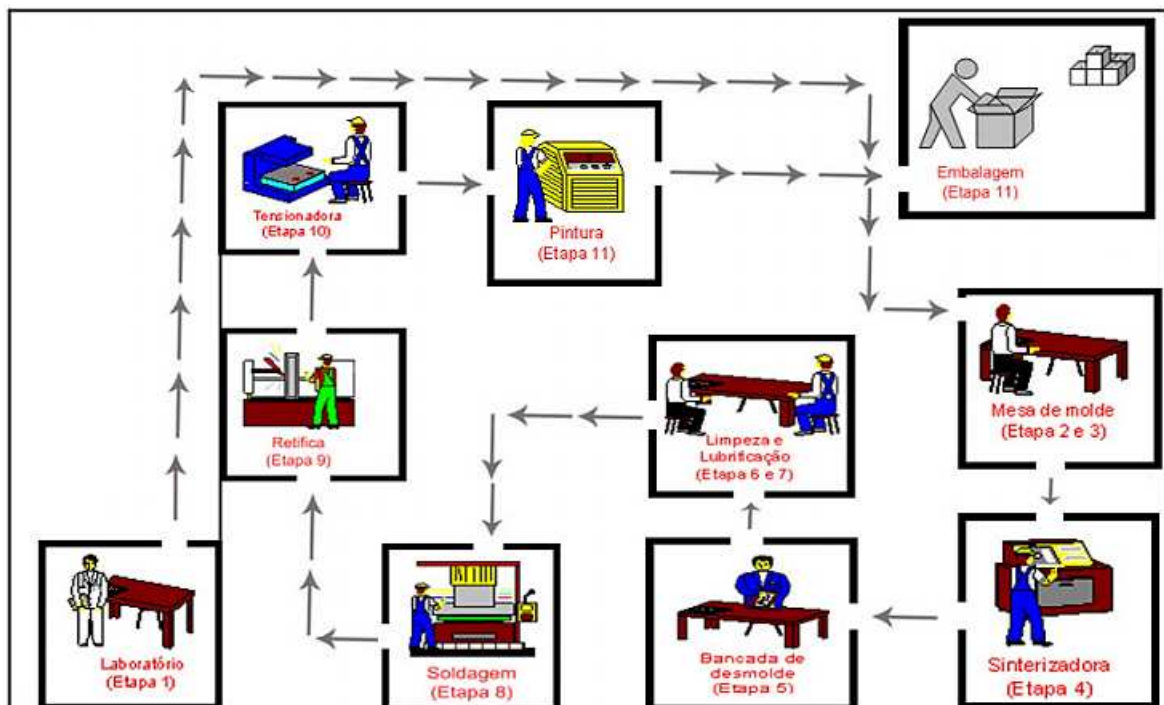 Tensionadora
(Etapa 10)
Pintura
(Etapa 11)
Embalagem
(Etapa 11)
Retifica
(Etapa 9)
Limpeza e
Lubrificação
(Etapa 6 e 7)
Mesa de molde
(Etapa 2 e 3)
Laboratório
(Etapa 1)
Soldagem
(Etapa 8)
Bancada de
desmolde
(Etapa 5)
Sinterizadora
(Etapa 4)